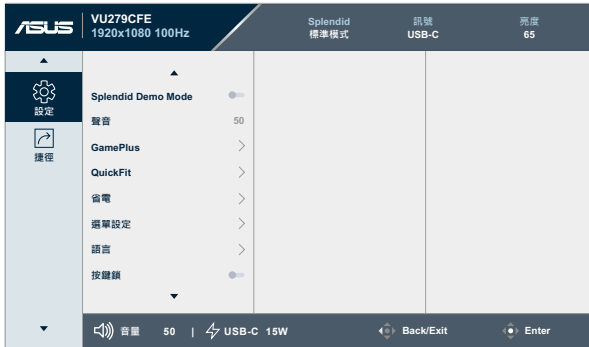 ASUS
VU279CFE
1920x1080 100Hz
Splendid
標準模式
訊號
USB-C
亮度
65
設定
捷徑
Splendid Demo Mode
聲音 50
GamePlus
QuickFit
省電
選單設定
語言
按鍵鎖
音量 50 | USB-C 15W
Back/Exit
Enter